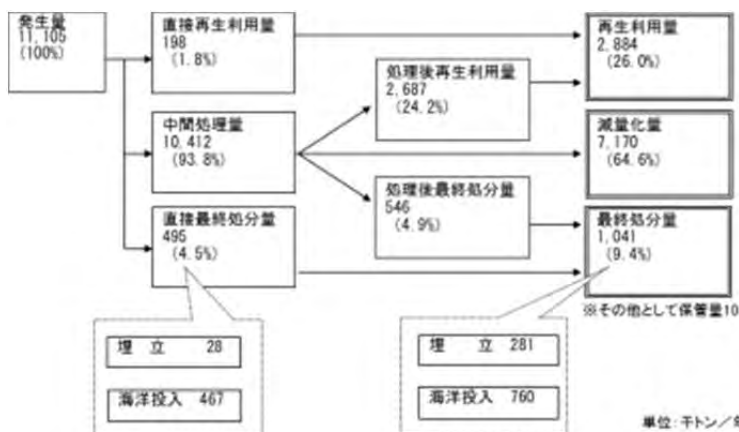 発生量
11,105
(100%)
直接再生利用量
198
(1.8%)
再生利用量
2,884
(26.0%)
処理後再生利用量
2,687
(24.2%)
中間処理量
10,412
(93.8%)
減量化量
7,170
(64.6%)
処理後最終処分量
546
(4.9%)
直接最終処分量
495
(4.5%)
最終処分量
1,041
(9.4%)
※その他として保管量10
埋 立 28
海洋投入 467
埋 立 281
海洋投入 760
単位:千トン/年